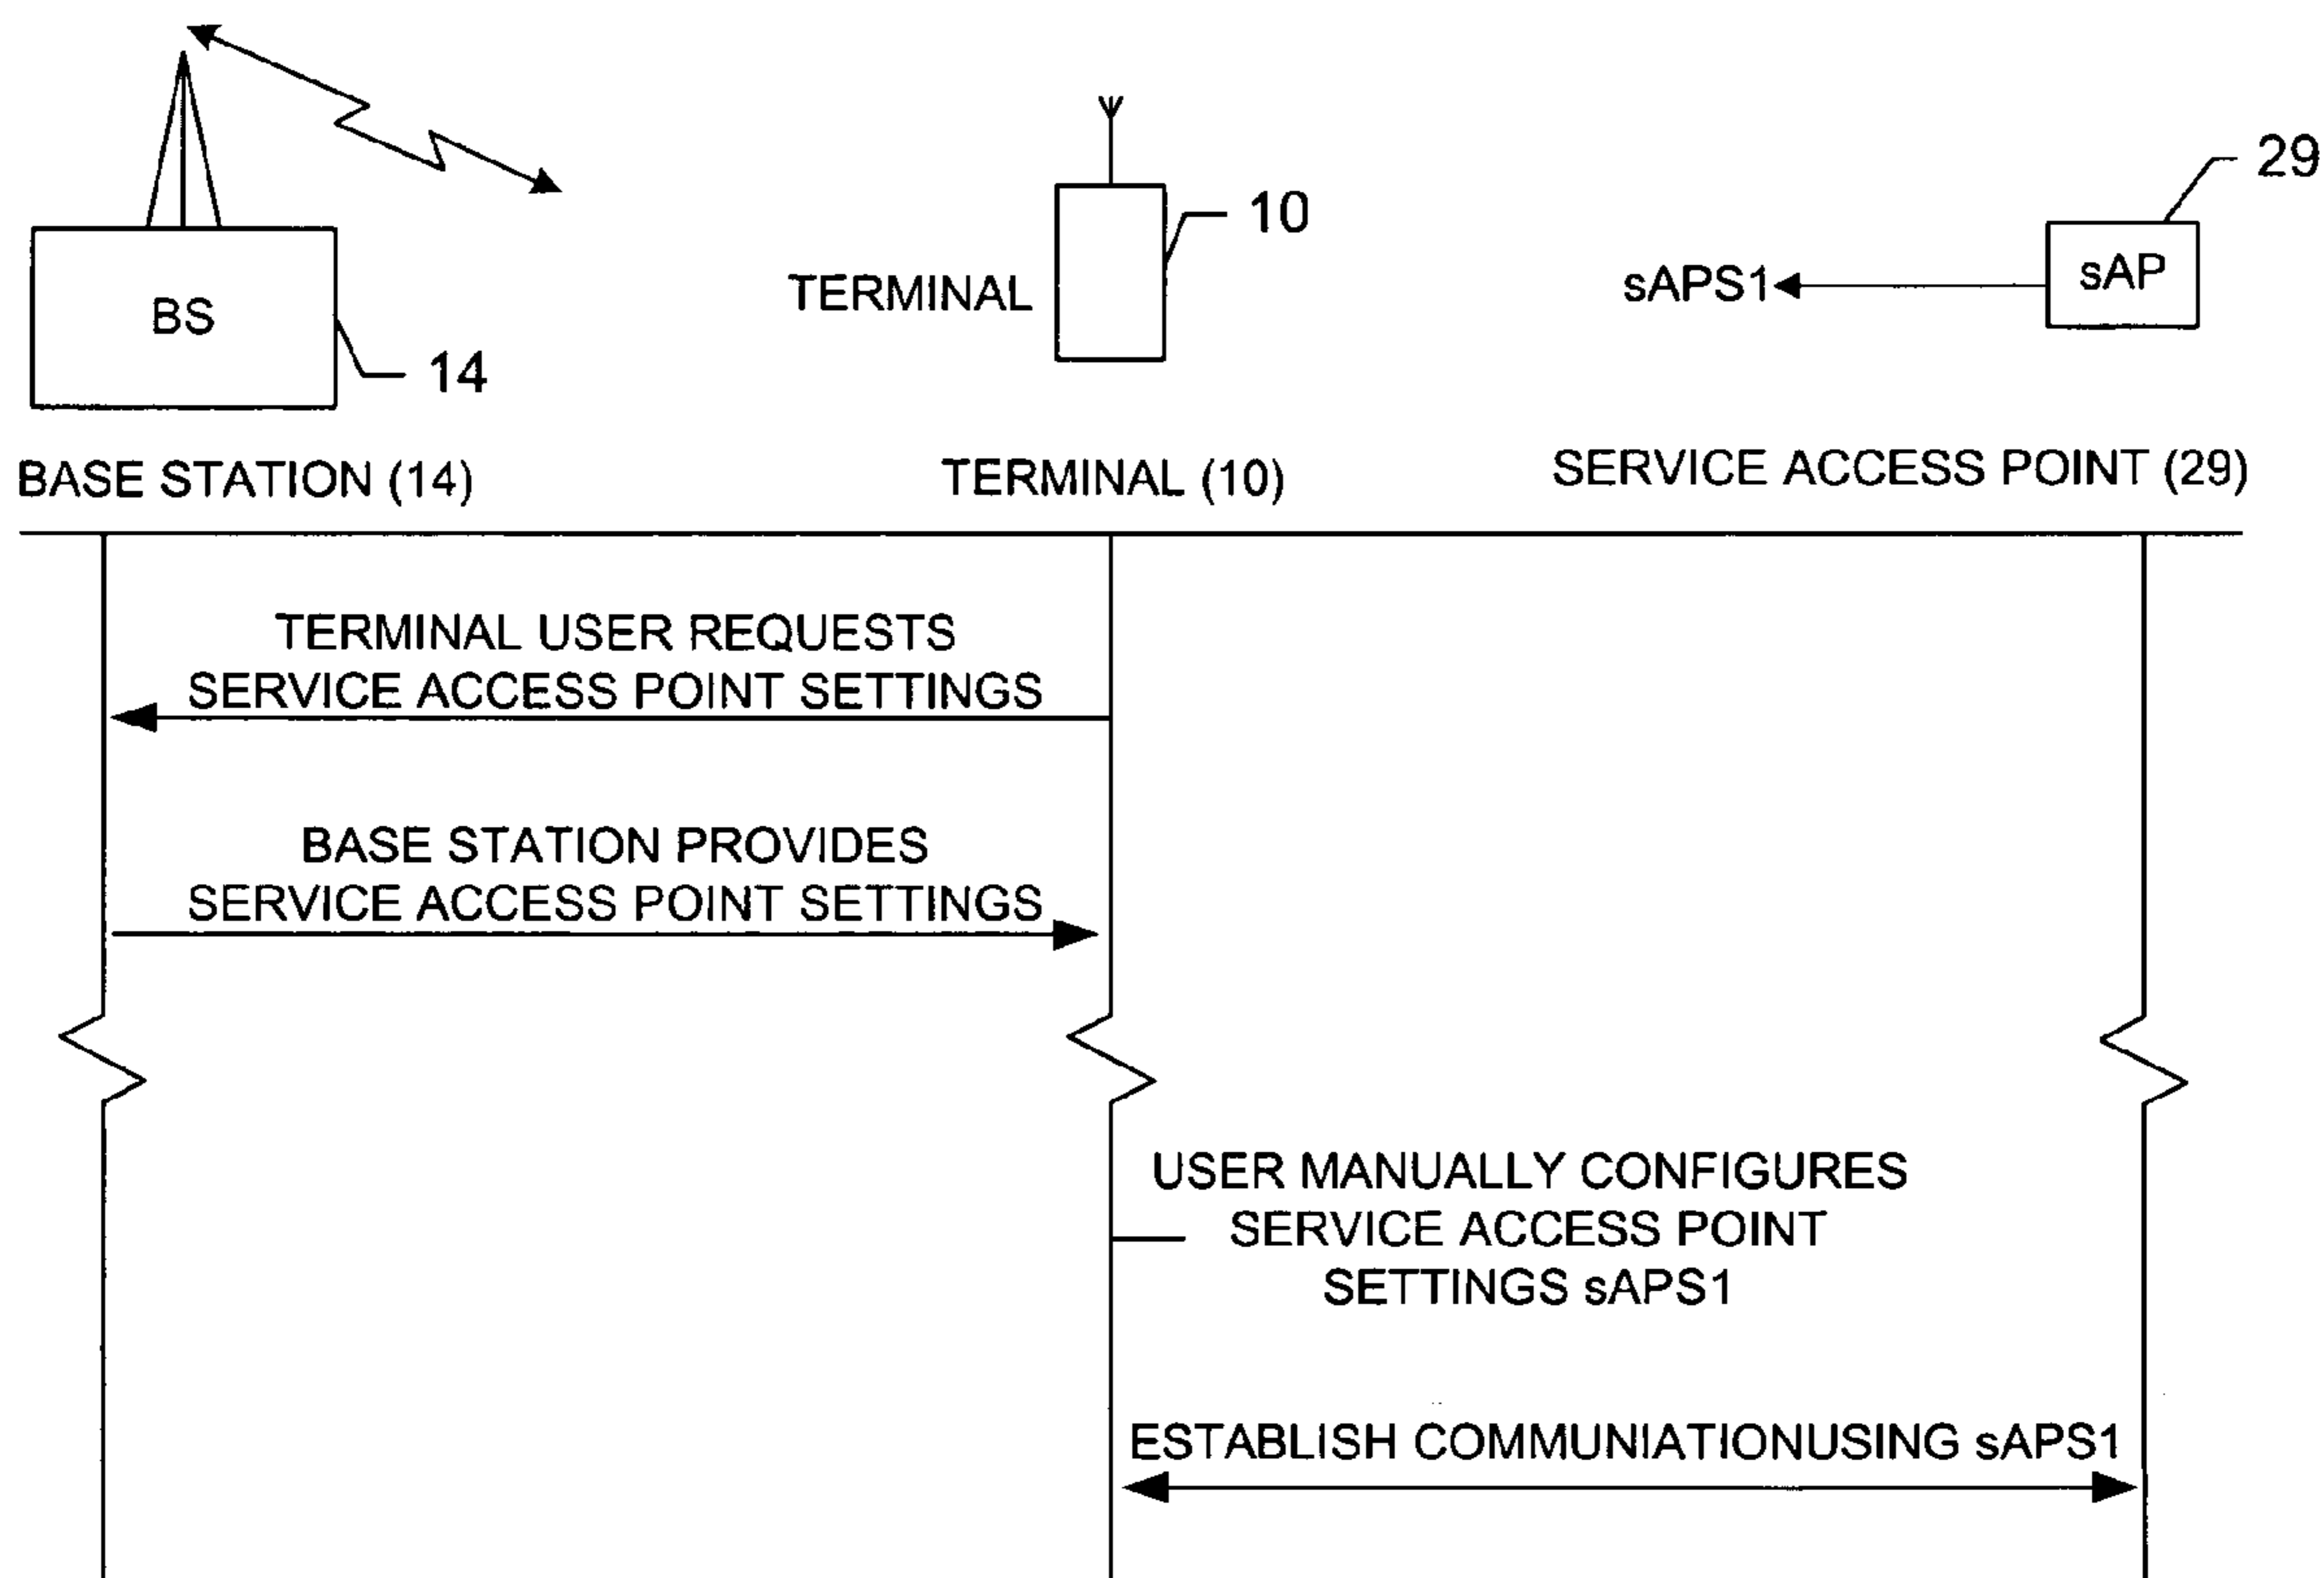 29
10
sAP
TERMINAL
sAPS1
BS
14
BASE STATION (14)
TERMINAL (10)
SERVICE ACCESS POINT (29)
TERMINAL USER REQUESTS
SERVICE ACCESS POINT SETTINGS
BASE STATION PROVIDES
SERVICE ACCESS POINT SETTINGS
USER MANUALLY CONFIGURES
SERVICE ACCESS POINT
SETTINGS sAPS1
ESTABLISH COMMUNIATIONUSING sAPS1